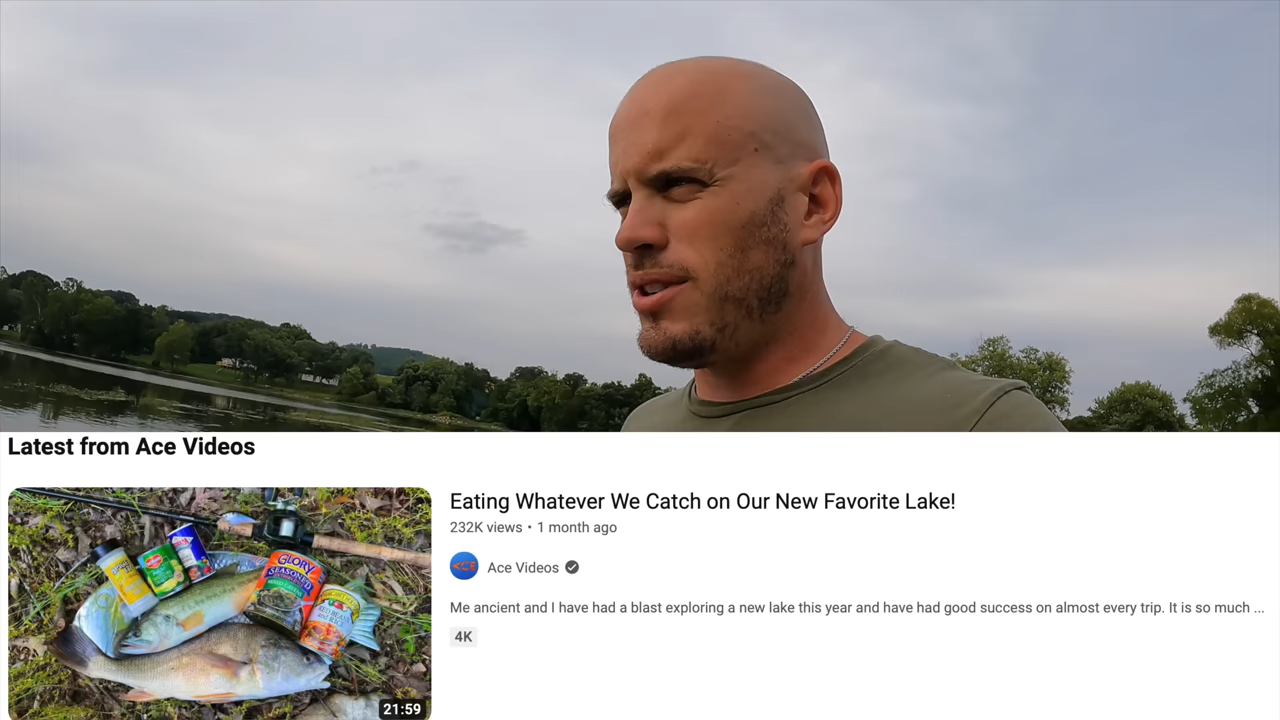 Latest from Ace Videos
Eating Whatever We Catch on Our New Favorite Lake!
232K views • 1 month ago
ACE
Ace Videos
Me ancient and I have had a blast exploring a new lake this year and have had good success on almost every trip. It is so much ...
4K
GLORY
SEASONED
21:59